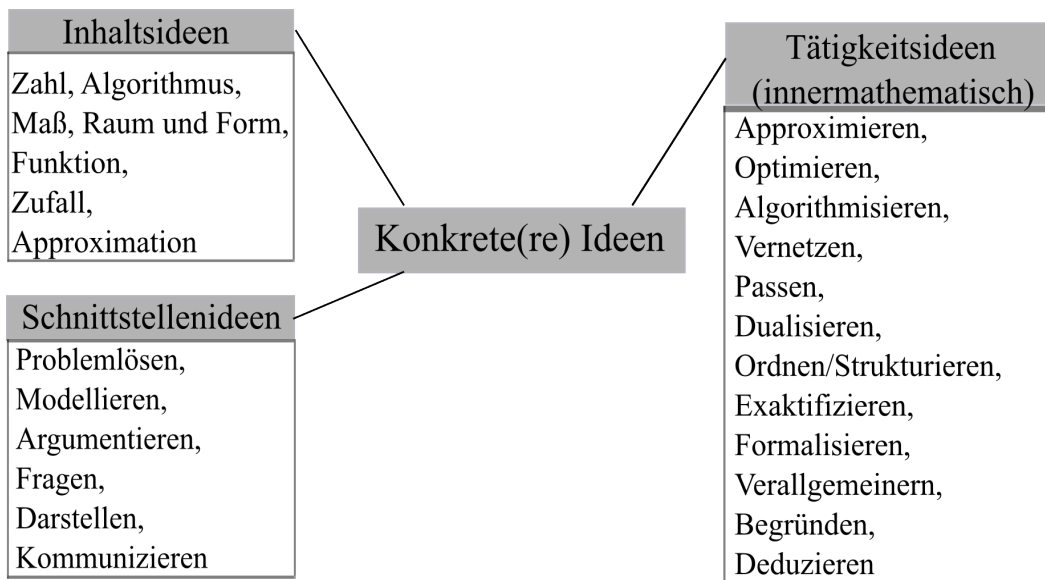 Inhaltsideen
Zahl, Algorithmus,
Maß, Raum und Form,
Funktion,
Zufall,
Approximation
Schnittstellenideen
Problemlösen,
Modellieren,
Argumentieren,
Fragen,
Darstellen,
Kommunizieren
Konkrete(re) Ideen
Tätigkeitsideen
(innermathematisch)
Approximieren,
Optimieren,
Algorithmisieren,
Vernetzen,
Passen,
Dualisieren,
Ordnen/Strukturieren,
Exaktifizieren,
Formalisieren,
Verallgemeinern,
Begründen,
Deduzieren